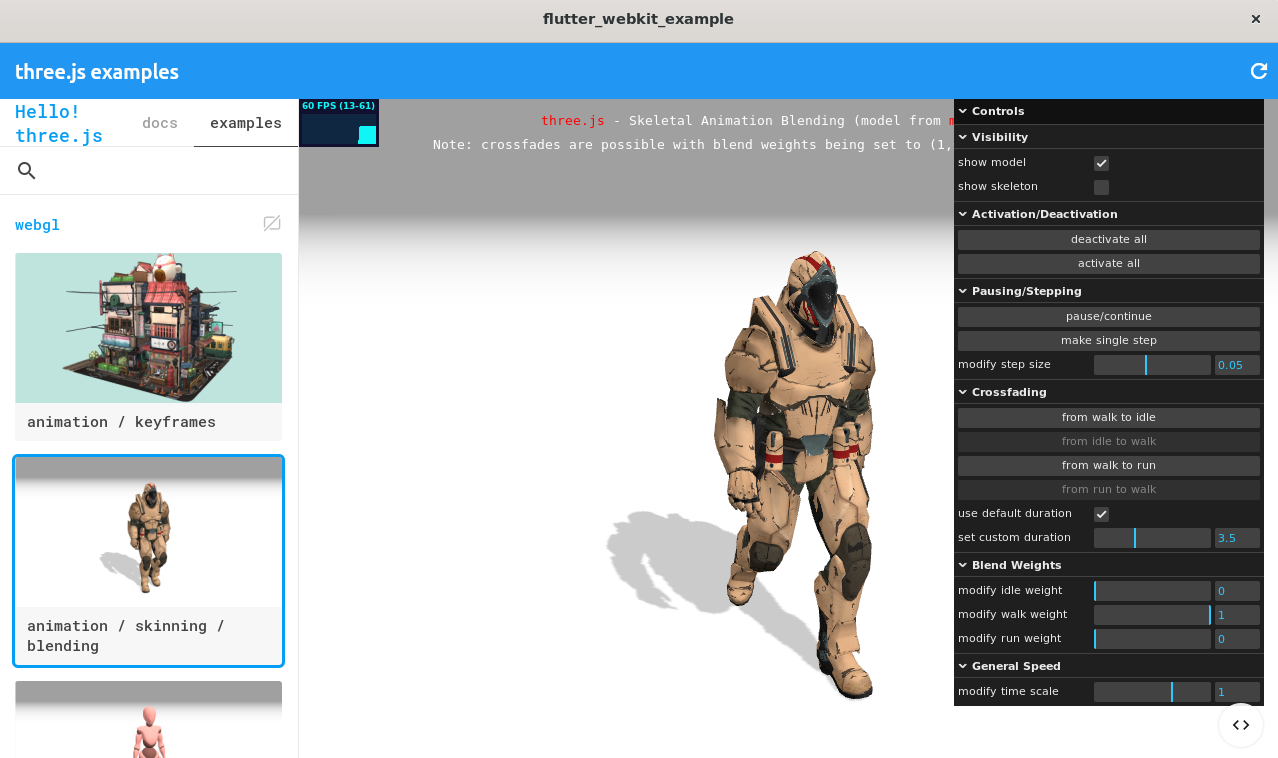 flutter_webkit_example
three.js examples
Hello!
three.js
docs
examples
webgl
animation / keyframes
animation / skinning /
blending
60 FPS (13-61)
three.js - Skeletal Animation Blending (model from
Note: crossfades are possible with blend weights being set to (1,
Controls
Visibility
show model
show skeleton
Activation/Deactivation
deactivate all
activate all
Pausing/Stepping
pause/continue
make single step
modify step size 0.05
Crossfading
from walk to idle
from idle to walk
from walk to run
from run to walk
use default duration
set custom duration 3.5
Blend Weights
modify idle weight 0
modify walk weight 1
modify run weight 0
General Speed
modify time scale 1